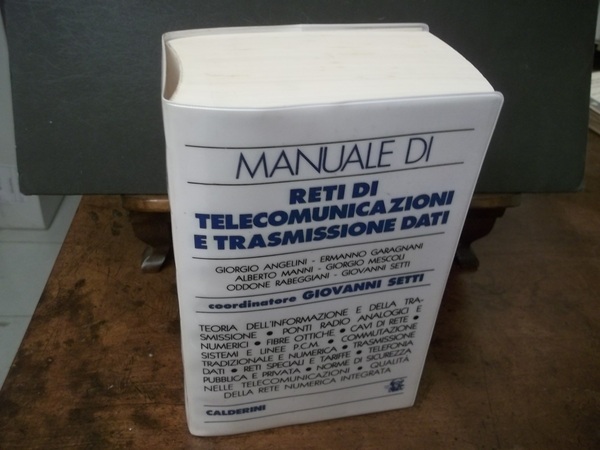 MANUALE DI
RETI DI
TELECOMUNICAZIONI
E TRASMISSIONE DATI
GIORGIO ANGELINI - ERMANNO GARAGNANI
ALBERTO MANNI - GIORGIO MESCOLI
ODDONE RABEGGIANI - GIOVANNI SETTI
coordinatore GIOVANNI SETTI
TEORIA DELL'INFORMAZIONE E DELLA TRA-
SMISSIONE • PONTI RADIO ANALOGICI E
NUMERICI • FIBRE OTTICHE • CAVI DI RETE •
SISTEMI E LINEE P.C.M. • COMMUTAZIONE
TRADIZIONALE E NUMERICA • TRASMISSIONE
DATI • RETI SPECIALI E TARIFFE • TELEFONIA
PUBBLICA E PRIVATA • NORME DI SICUREZZA
NELLE TELECOMUNICAZIONI • QUALITÀ
DELLA RETE NUMERICA INTEGRATA
CALDERINI